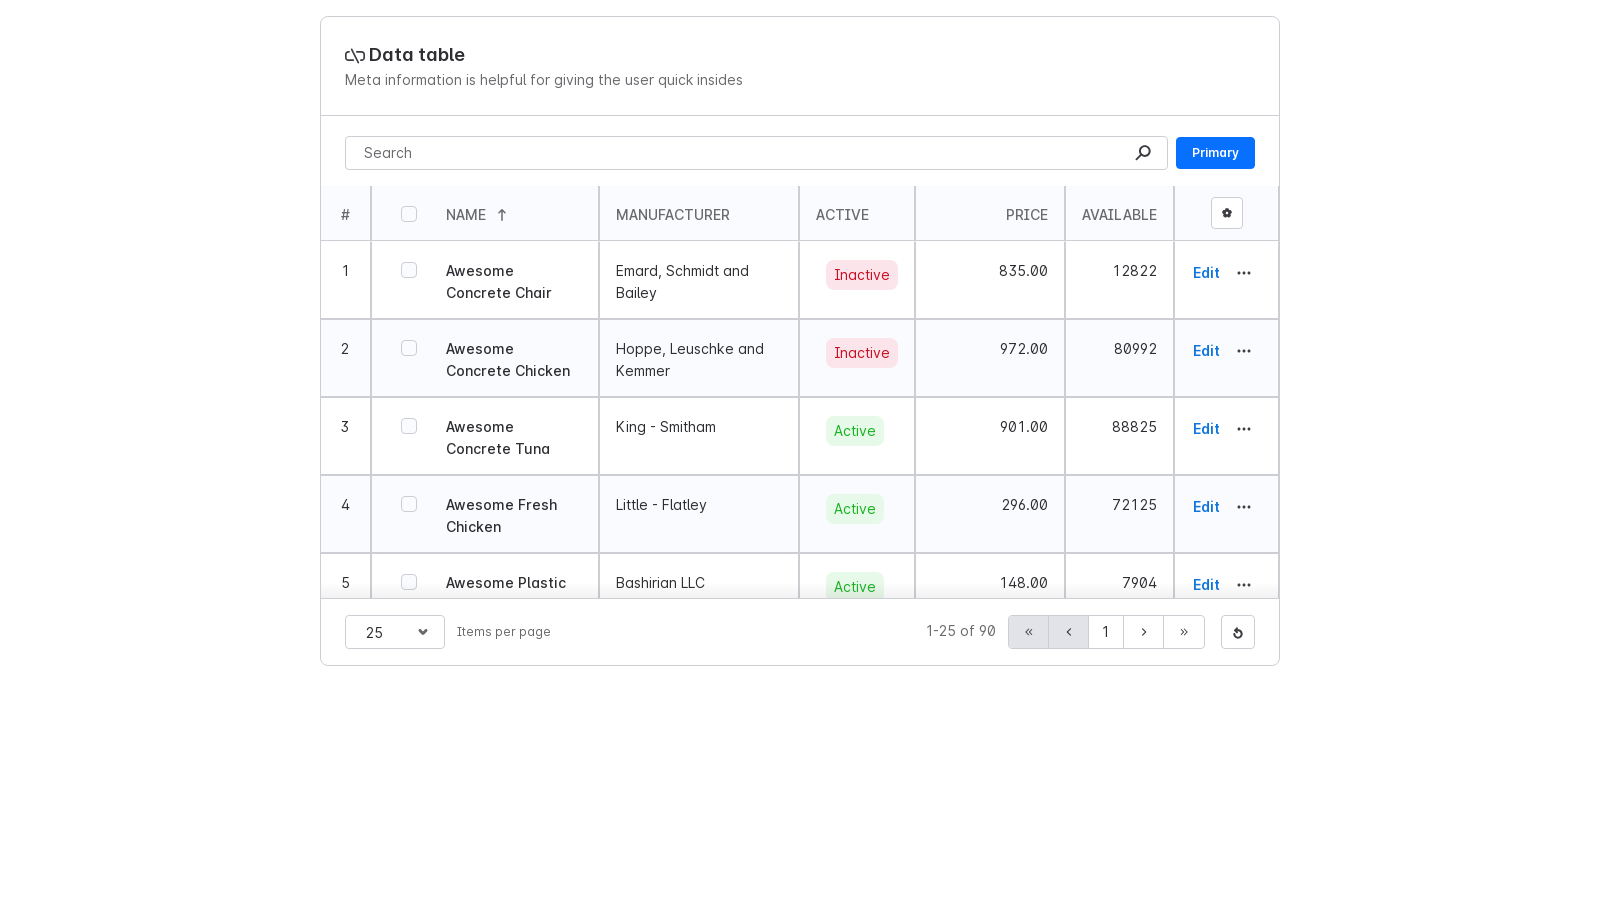 Data table
Meta information is helpful for giving the user quick insides
Search
Primary
# NAME MANUFACTURER ACTIVE PRICE AVAILABLE
1 Awesome Concrete Chair Emard, Schmidt and Bailey Inactive 835.00 12822 Edit
2 Awesome Concrete Chicken Hoppe, Leuschke and Kemmer Inactive 972.00 80992 Edit
3 Awesome Concrete Tuna King - Smitham Active 901.00 88825 Edit
4 Awesome Fresh Chicken Little - Flatley Active 296.00 72125 Edit
5 Awesome Plastic Bashirian LLC Active 148.00 7904 Edit
25 Items per page 1-25 of 90 « ‹ 1 › »